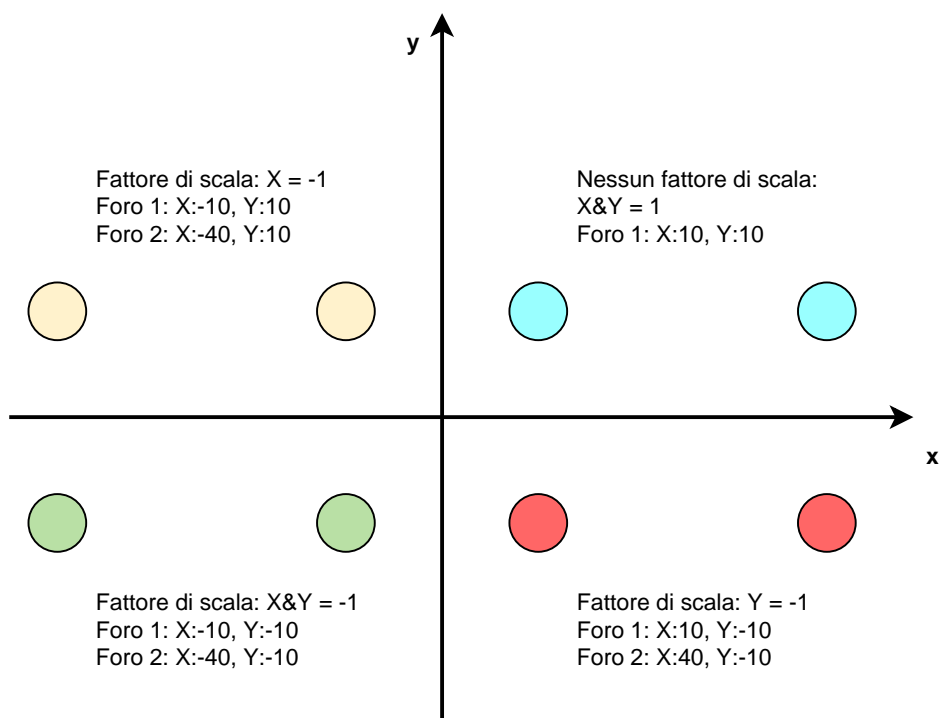 y
Fattore di scala: X = -1
Foro 1: X:-10, Y:10
Foro 2: X:-40, Y:10
Nessun fattore di scala:
X&Y = 1
Foro 1: X:10, Y:10
x
Fattore di scala: X&Y = -1
Foro 1: X:-10, Y:-10
Foro 2: X:-40, Y:-10
Fattore di scala: Y = -1
Foro 1: X:10, Y:-10
Foro 2: X:40, Y:-10